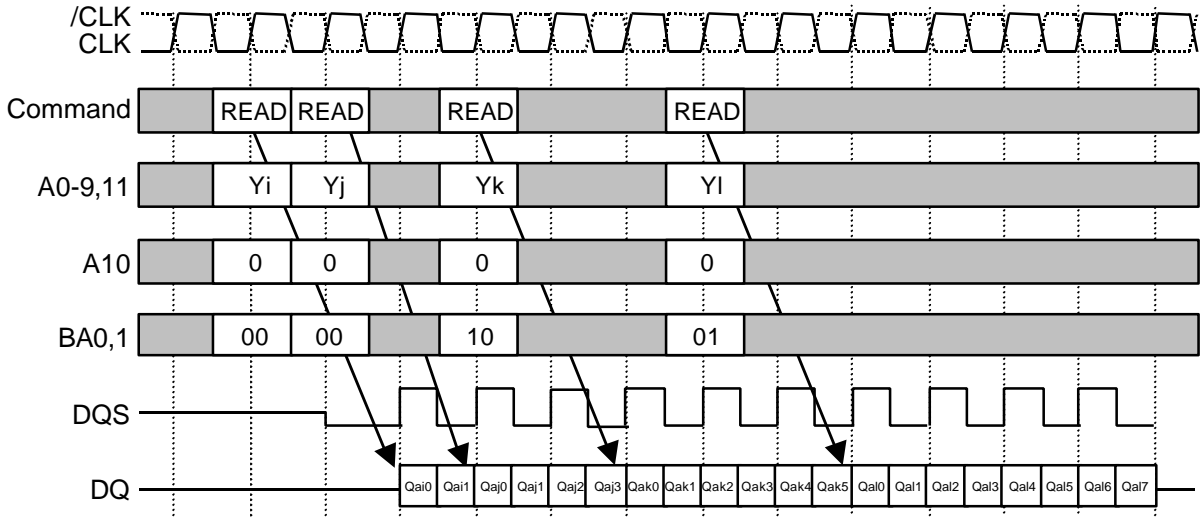 /CLK
CLK
Command READ READ READ READ
A0-9,11 Yi Yj Yk Yl
A10 0 0 0 0
BA0,1 00 00 10 01
DQS
DQ Qai0 Qai1 Qaj0 Qaj1 Qaj2 Qaj3 Qak0 Qak1 Qak2 Qak3 Qak4 Qak5 Qal0 Qal1 Qal2 Qal3 Qal4 Qal5 Qal6 Qal7